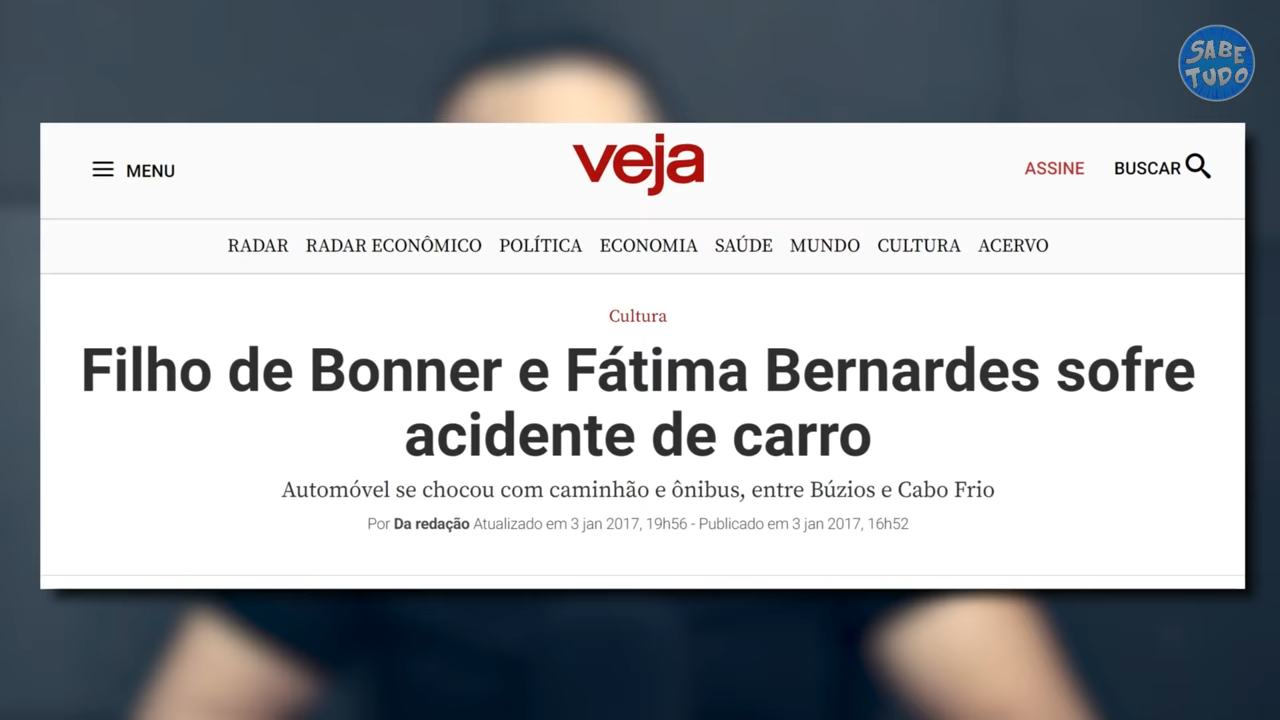 SABE
TUDO
MENU
veja
ASSINE
BUSCAR
RADAR RADAR ECONÔMICO POLÍTICA ECONOMIA SAÚDE MUNDO CULTURA ACERVO
Cultura
Filho de Bonner e Fátima Bernardes sofre
acidente de carro
Automóvel se chocou com caminhão e ônibus, entre Búzios e Cabo Frio
Por Da redação Atualizado em 3 jan 2017, 19h56 - Publicado em 3 jan 2017, 16h52